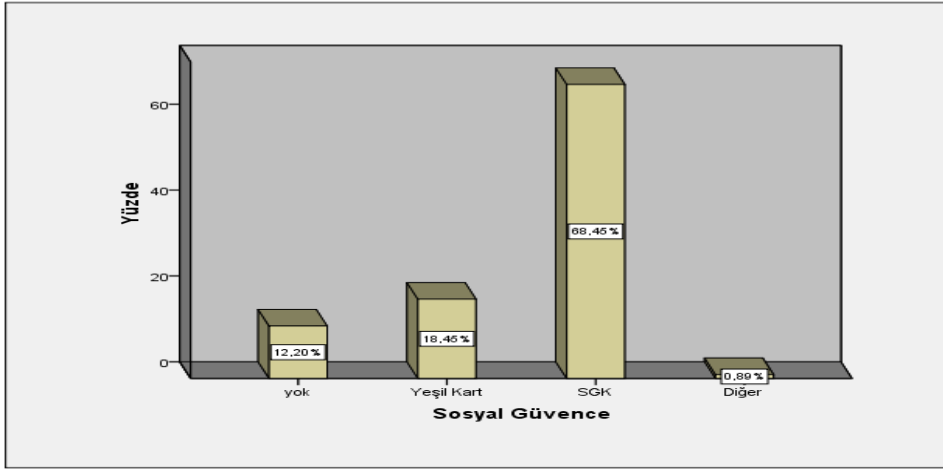 Yüzde
60
40
20
0
12,20%
18,45%
68,45%
0,89%
yok
Yeşil Kart
SGK
Diğer
Sosyal Güvence